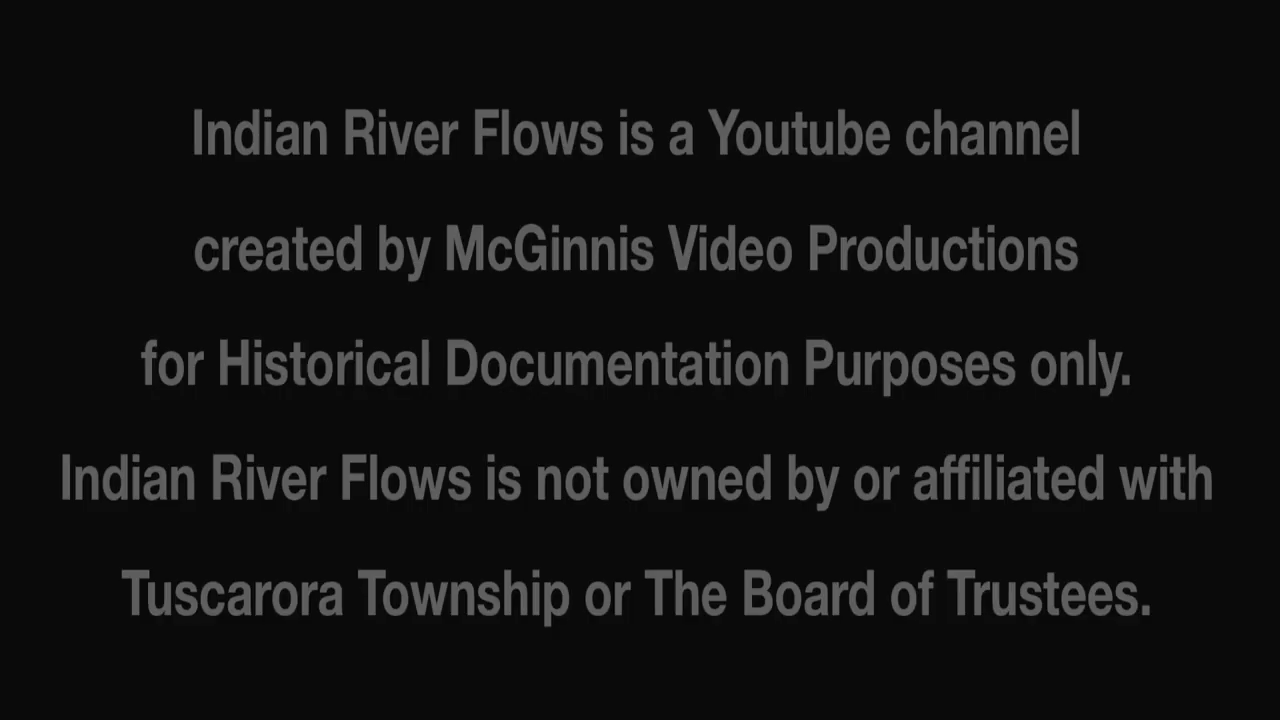 Indian River Flows is a Youtube channel
created by McGinnis Video Productions
for Historical Documentation Purposes only.
Indian River Flows is not owned by or affiliated with
Tuscarora Township or The Board of Trustees.